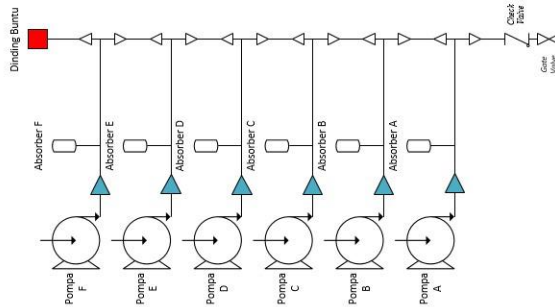 Dinding Buntu
Check
Valve
Gate
Valve
Absorber F
Absorber E
Absorber D
Absorber C
Absorber B
Absorber A
Pompa
F
Pompa
E
Pompa
D
Pompa
C
Pompa
B
Pompa
A